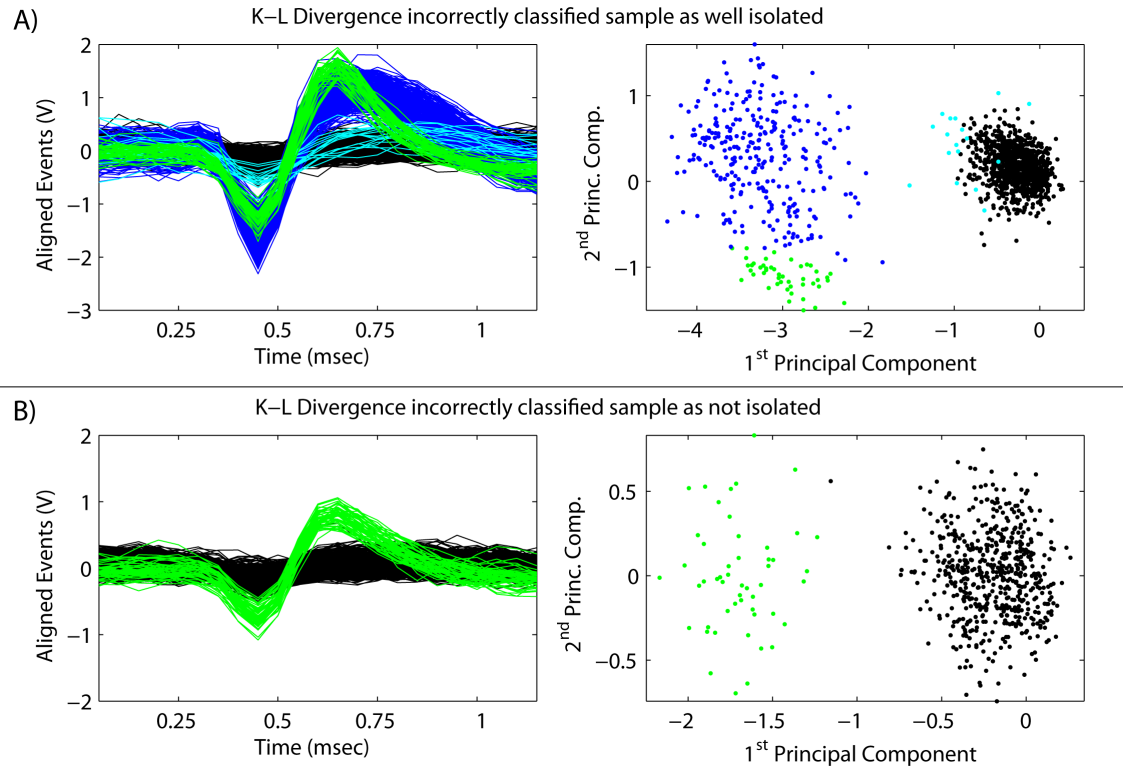 A)
K–L Divergence incorrectly classified sample as well isolated
2
1
0
−1
−2
−3
Aligned Events (V)
0.25
0.5
0.75
1
Time (msec)
1
0
−1
2nd Princ. Comp.
−4
−3
−2
−1
0
1st Principal Component
B)
K–L Divergence incorrectly classified sample as not isolated
2
1
0
−1
−2
Aligned Events (V)
0.25
0.5
0.75
1
Time (msec)
0.5
0
−0.5
2nd Princ. Comp.
−2
−1.5
−1
−0.5
0
1st Principal Component